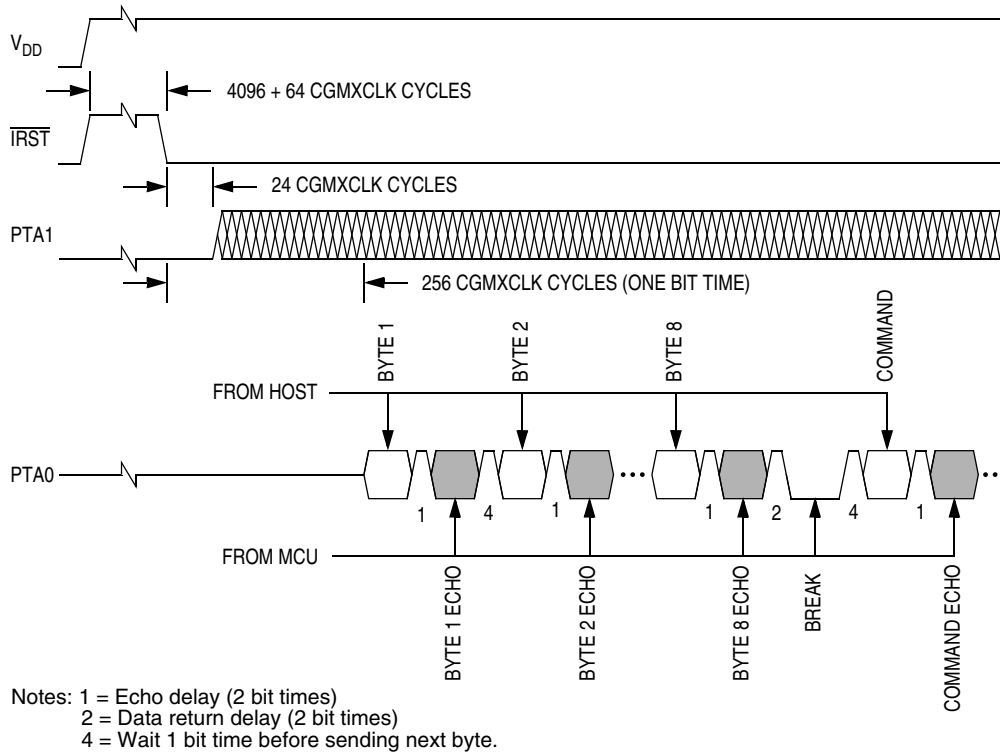 VDD
4096 + 64 CGMXCLK CYCLES
IRST
24 CGMXCLK CYCLES
PTA1
256 CGMXCLK CYCLES (ONE BIT TIME)
BYTE 1
BYTE 2
BYTE 8
COMMAND
FROM HOST
PTA0
1
4
1
1
2
4
1
FROM MCU
BYTE 1 ECHO
BYTE 2 ECHO
BYTE 8 ECHO
BREAK
COMMAND ECHO
Notes: 1 = Echo delay (2 bit times)
2 = Data return delay (2 bit times)
4 = Wait 1 bit time before sending next byte.